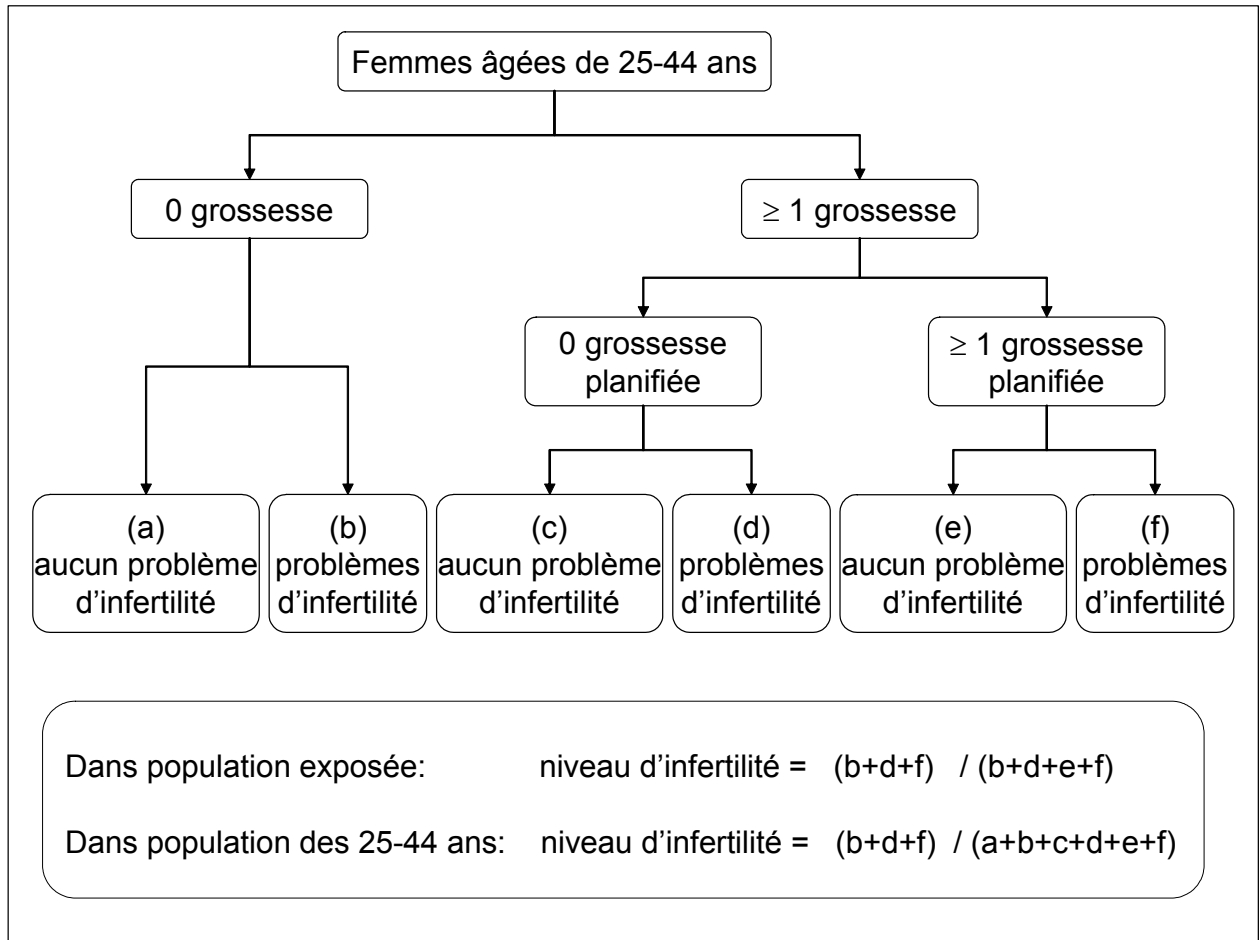 Femmes âgées de 25-44 ans
0 grossesse
≥ 1 grossesse
0 grossesse
planifiée
≥ 1 grossesse
planifiée
(a)
aucun problème
d'infertilité
(b)
problèmes
d'infertilité
(c)
aucun problème
d'infertilité
(d)
problèmes
d'infertilité
(e)
aucun problème
d'infertilité
(f)
problèmes
d'infertilité
Dans population exposée: niveau d'infertilité = (b+d+f) / (b+d+e+f)
Dans population des 25-44 ans: niveau d'infertilité = (b+d+f) / (a+b+c+d+e+f)